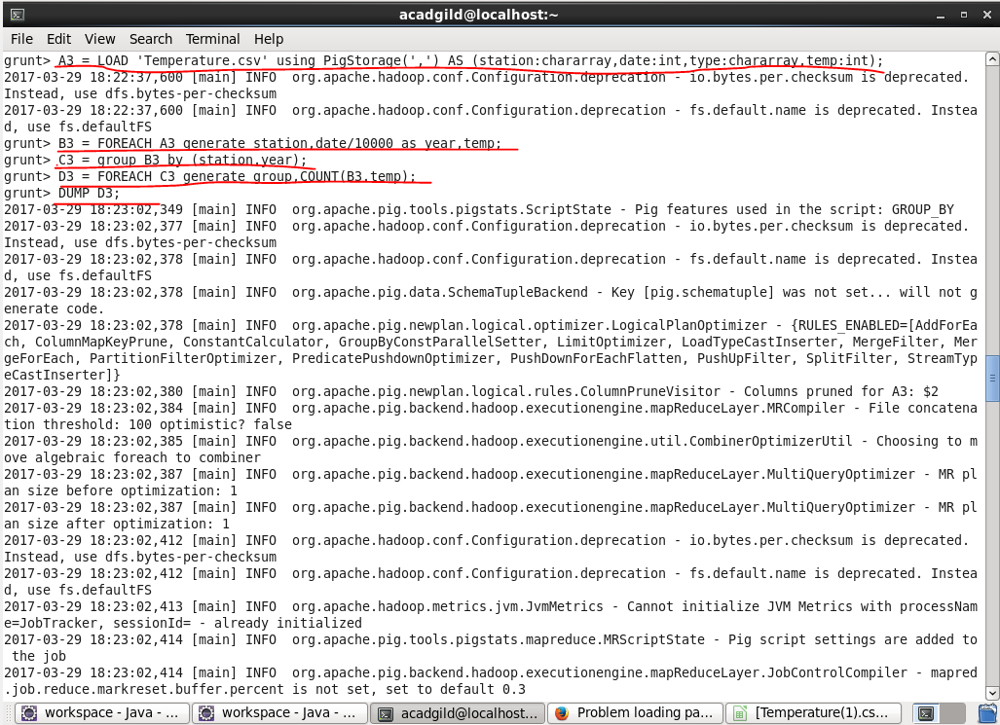 acadgild@localhost:~
File Edit View Search Terminal Help
grunt> A3 = LOAD 'Temperature.csv' using PigStorage(',') AS (station:chararray,date:int,type:chararray,temp:int);
2017-03-29 18:22:37,600 [main] INFO  org.apache.hadoop.conf.Configuration.deprecation - io.bytes.per.checksum is deprecated.
Instead, use dfs.bytes-per-checksum
2017-03-29 18:22:37,600 [main] INFO  org.apache.hadoop.conf.Configuration.deprecation - fs.default.name is deprecated. Instea
d, use fs.defaultFS
grunt> B3 = FOREACH A3 generate station,date/10000 as year,temp;
grunt> C3 = group B3 by (station,year);
grunt> D3 = FOREACH C3 generate group,COUNT(B3.temp);
grunt> DUMP D3;
2017-03-29 18:23:02,349 [main] INFO  org.apache.pig.tools.pigstats.ScriptState - Pig features used in the script: GROUP_BY
2017-03-29 18:23:02,377 [main] INFO  org.apache.hadoop.conf.Configuration.deprecation - io.bytes.per.checksum is deprecated.
Instead, use dfs.bytes-per-checksum
2017-03-29 18:23:02,378 [main] INFO  org.apache.hadoop.conf.Configuration.deprecation - fs.default.name is deprecated. Instea
d, use fs.defaultFS
2017-03-29 18:23:02,378 [main] INFO  org.apache.pig.data.SchemaTupleBackend - Key [pig.schematuple] was not set... will not g
enerate code.
2017-03-29 18:23:02,378 [main] INFO  org.apache.pig.newplan.logical.optimizer.LogicalPlanOptimizer - {RULES_ENABLED=[AddForEa
ch, ColumnMapKeyPrune, ConstantCalculator, GroupByConstParallelSetter, LimitOptimizer, LoadTypeCastInserter, MergeFilter, Mer
geForEach, PartitionFilterOptimizer, PredicatePushdownOptimizer, PushDownForEachFlatten, PushUpFilter, SplitFilter, StreamTyp
eCastInserter]}
2017-03-29 18:23:02,380 [main] INFO  org.apache.pig.newplan.logical.rules.ColumnPruneVisitor - Columns pruned for A3: $2
2017-03-29 18:23:02,384 [main] INFO  org.apache.pig.backend.hadoop.executionengine.mapReduceLayer.MRCompiler - File concatena
tion threshold: 100 optimistic? false
2017-03-29 18:23:02,385 [main] INFO  org.apache.pig.backend.hadoop.executionengine.util.CombinerOptimizerUtil - Choosing to m
ove algebraic foreach to combiner
2017-03-29 18:23:02,387 [main] INFO  org.apache.pig.backend.hadoop.executionengine.mapReduceLayer.MultiQueryOptimizer - MR pl
an size before optimization: 1
2017-03-29 18:23:02,387 [main] INFO  org.apache.pig.backend.hadoop.executionengine.mapReduceLayer.MultiQueryOptimizer - MR pl
an size after optimization: 1
2017-03-29 18:23:02,412 [main] INFO  org.apache.hadoop.conf.Configuration.deprecation - io.bytes.per.checksum is deprecated.
Instead, use dfs.bytes-per-checksum
2017-03-29 18:23:02,412 [main] INFO  org.apache.hadoop.conf.Configuration.deprecation - fs.default.name is deprecated. Instea
d, use fs.defaultFS
2017-03-29 18:23:02,413 [main] INFO  org.apache.hadoop.metrics.jvm.JvmMetrics - Cannot initialize JVM Metrics with processNam
e=JobTracker, sessionId= - already initialized
2017-03-29 18:23:02,414 [main] INFO  org.apache.pig.tools.pigstats.mapreduce.MRScriptState - Pig script settings are added to
 the job
2017-03-29 18:23:02,414 [main] INFO  org.apache.pig.backend.hadoop.executionengine.mapReduceLayer.JobControlCompiler - mapred
.job.reduce.markreset.buffer.percent is not set, set to default 0.3
workspace - Java - ... workspace - Java - ... acadgild@localhost:... Problem loading pa... [Temperature(1).cs...